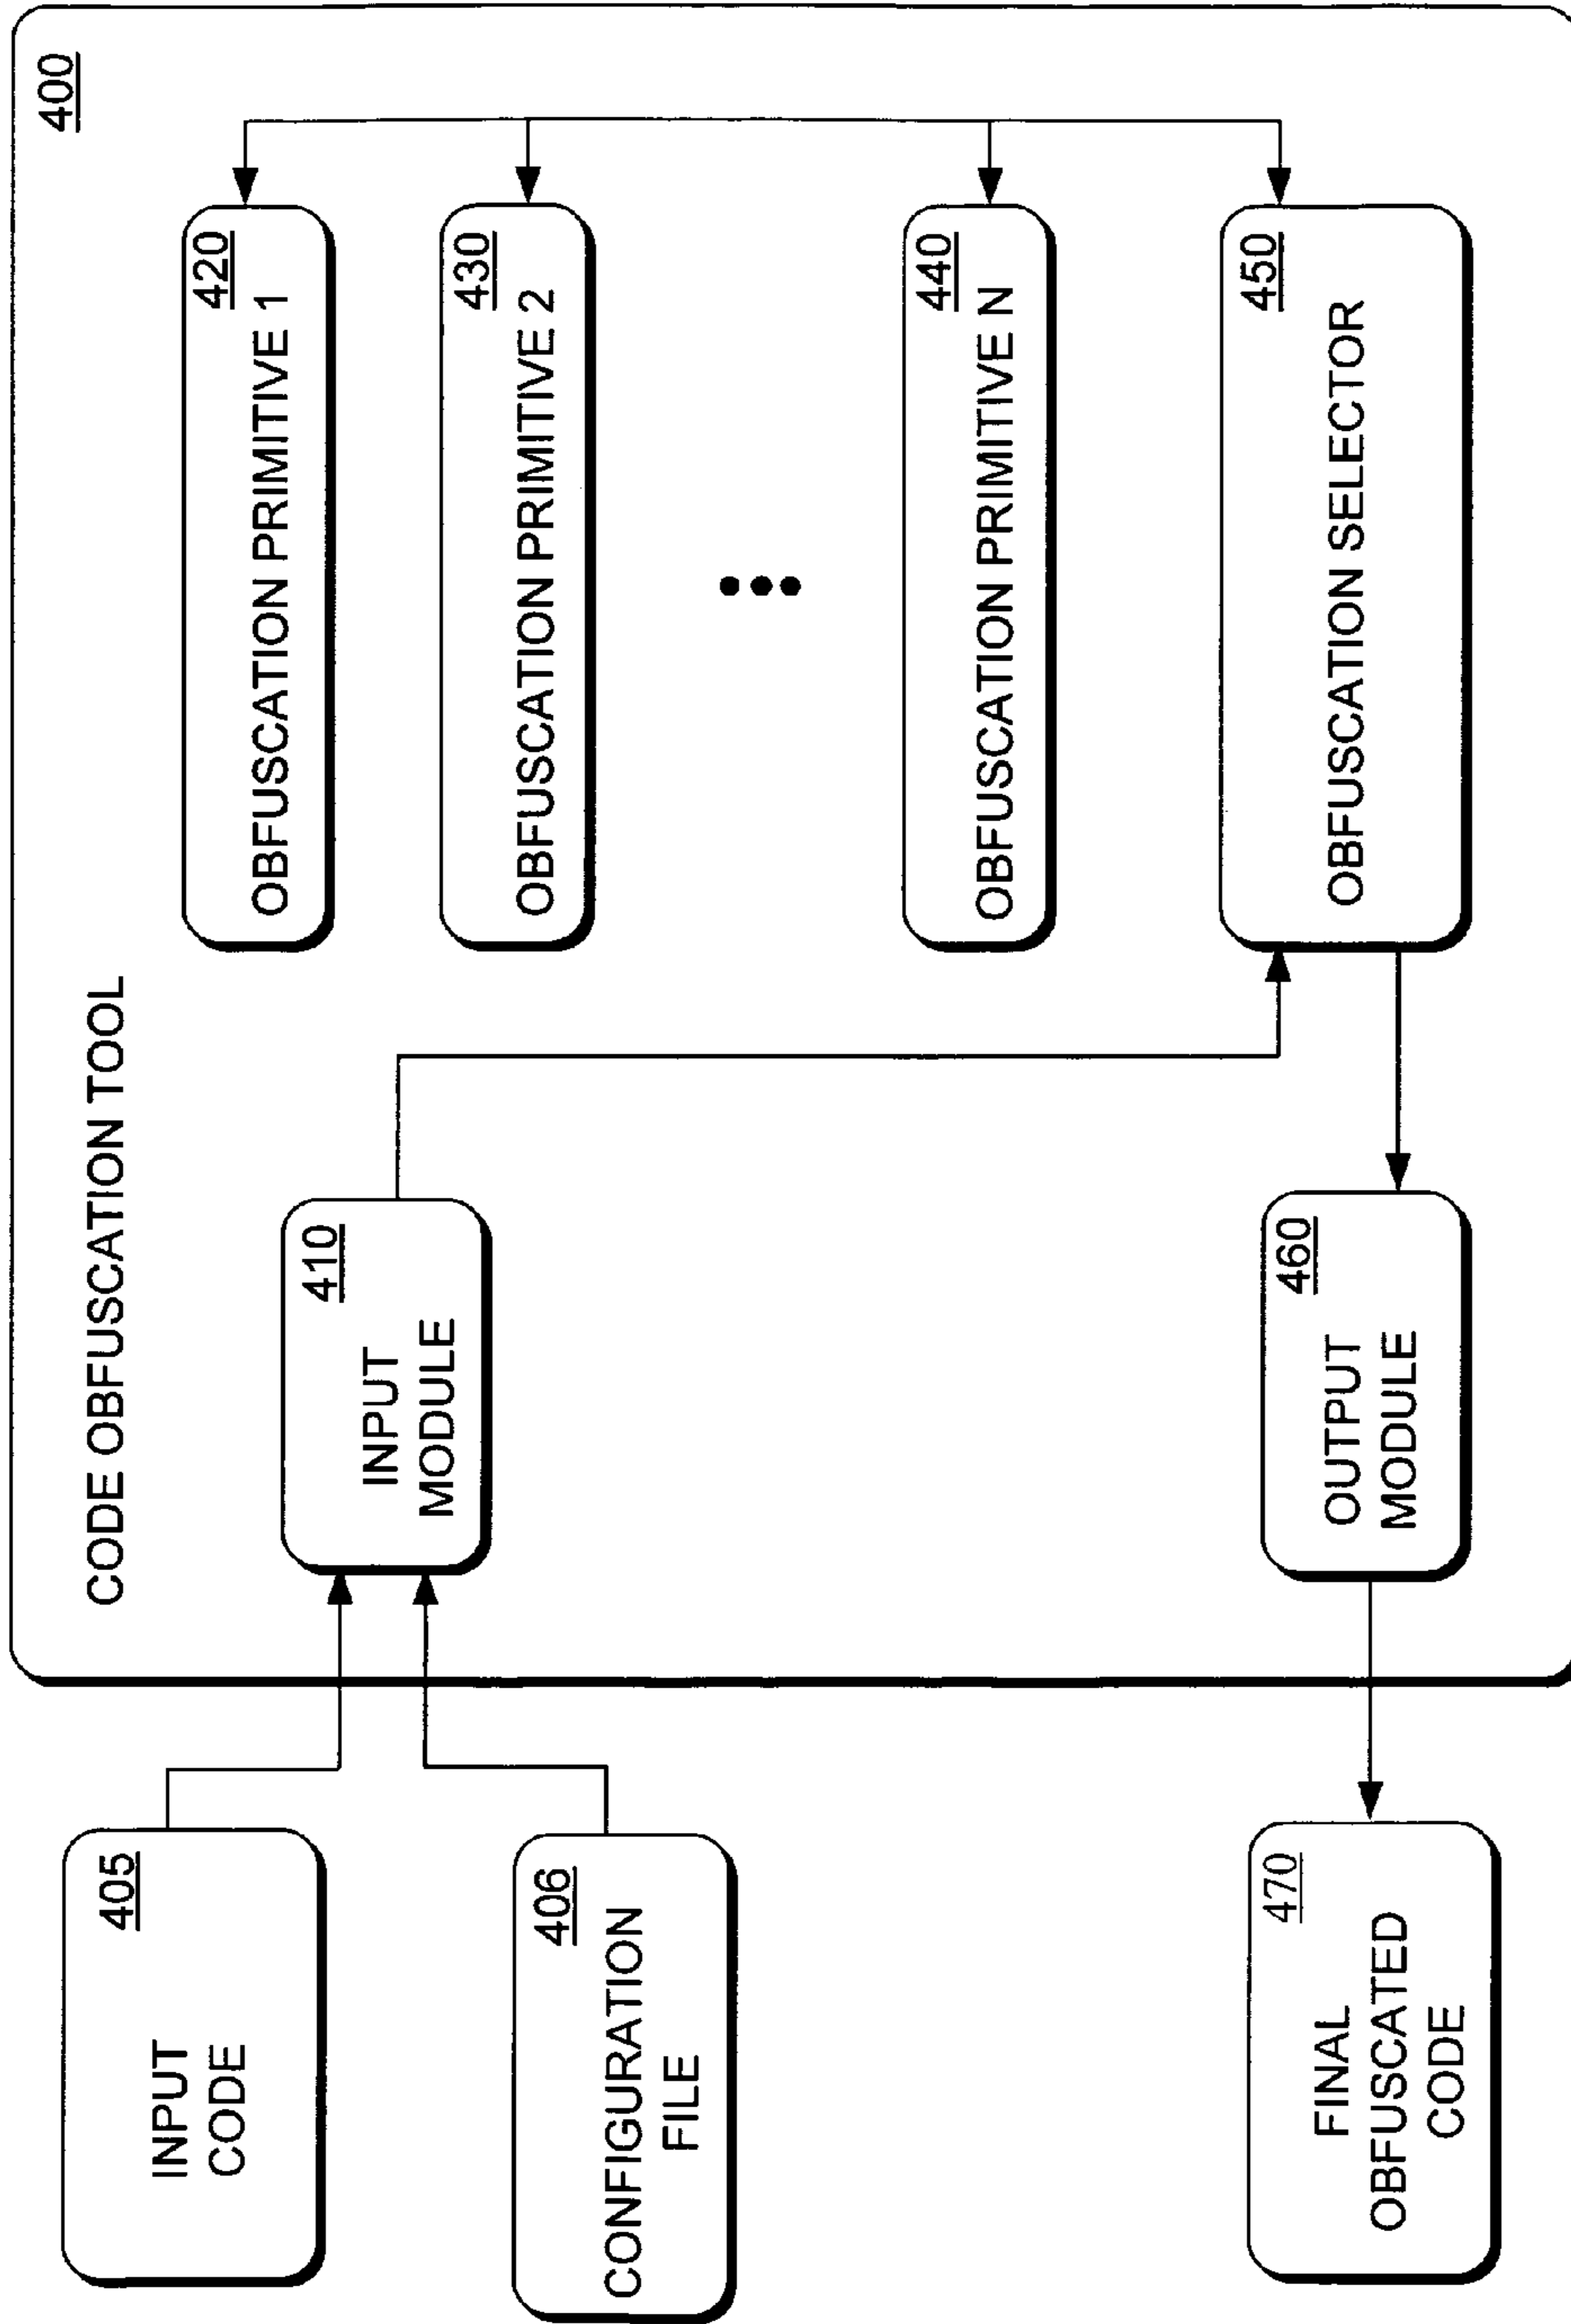 400
CODE OBFUSCATION TOOL
405
INPUT
CODE
406
CONFIGURATION
FILE
410
INPUT
MODULE
420
OBFUSCATION PRIMITIVE 1
430
OBFUSCATION PRIMITIVE 2
440
OBFUSCATION PRIMITIVE N
450
OBFUSCATION SELECTOR
460
OUTPUT
MODULE
470
FINAL
OBFUSCATED
CODE